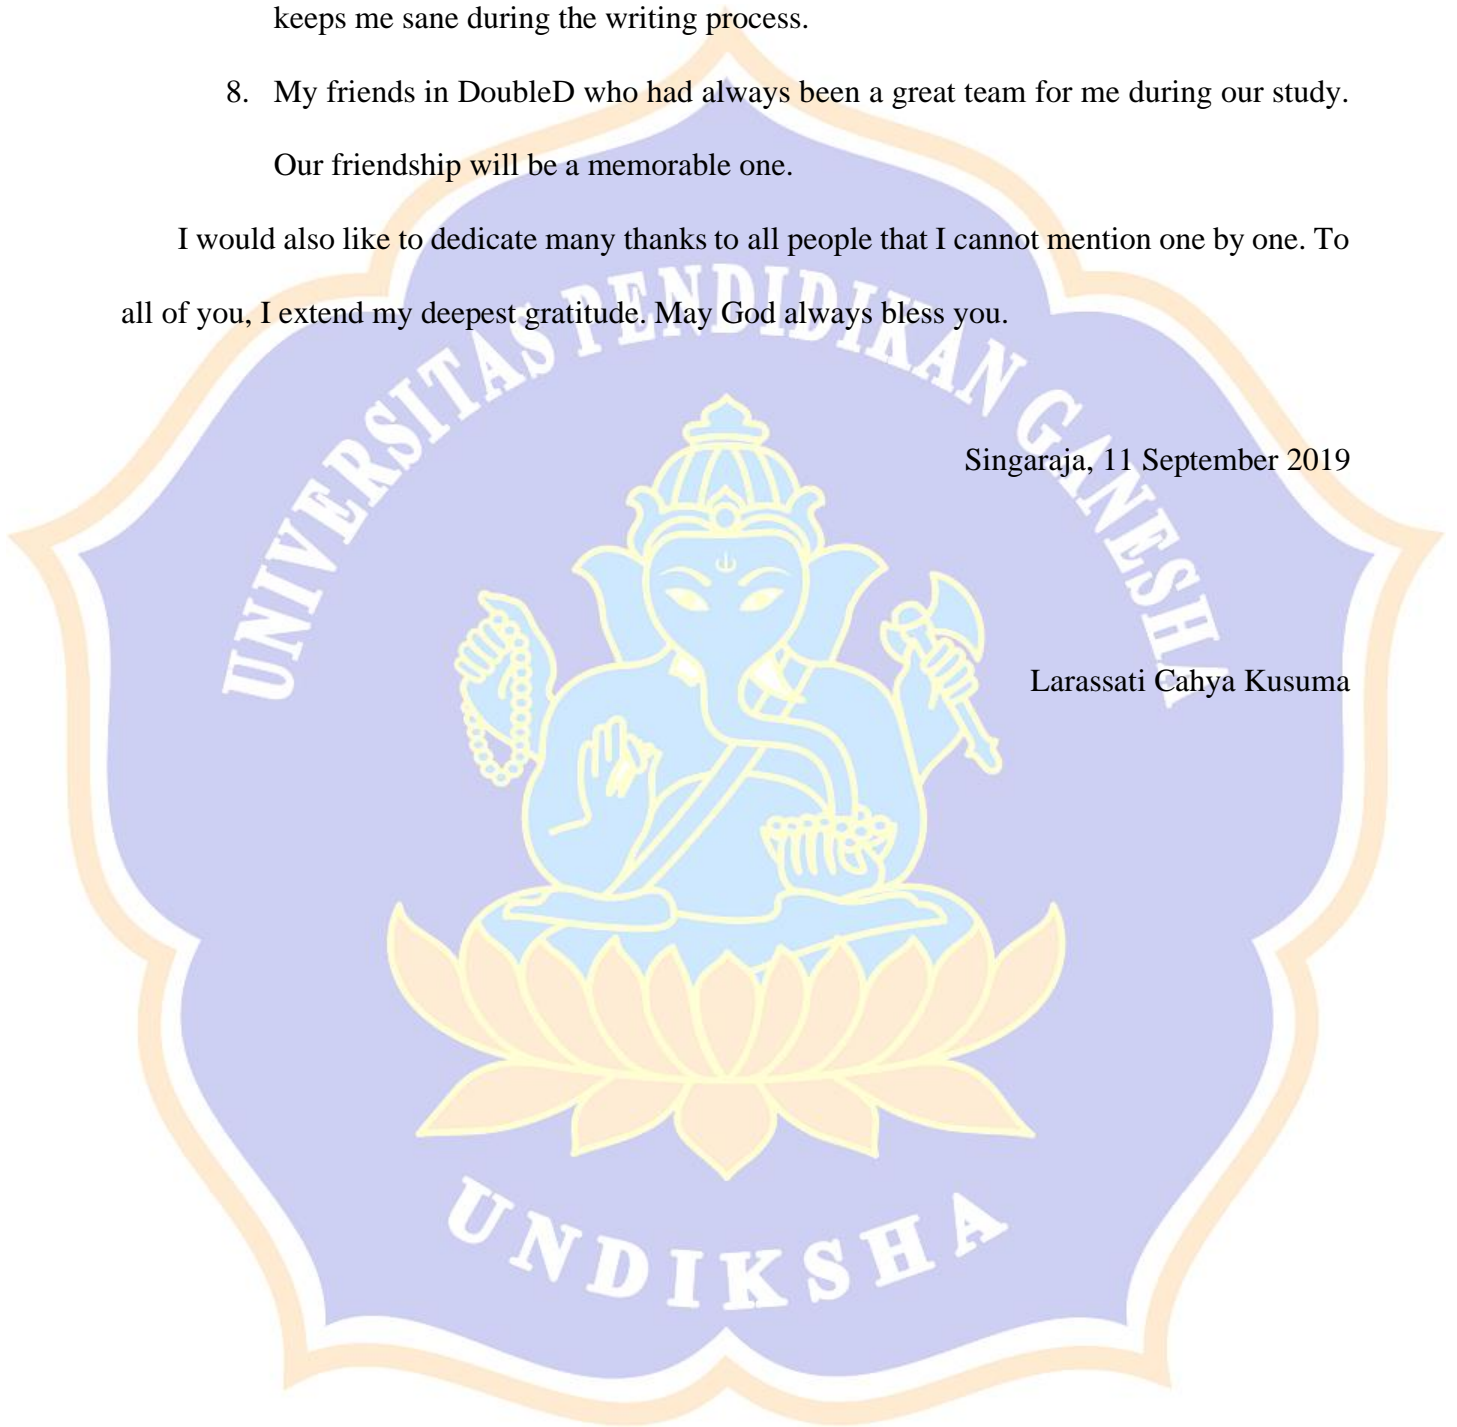 keeps me sane during the writing process.
8. My friends in DoubleD who had always been a great team for me during our study.
Our friendship will be a memorable one.
I would also like to dedicate many thanks to all people that I cannot mention one by one. To
all of you, I extend my deepest gratitude. May God always bless you.
UNIVERSITAS PENDIDIKAN GANESHA
Singaraja, 11 September 2019
Larassati Cahya Kusuma
UNDIKSHA